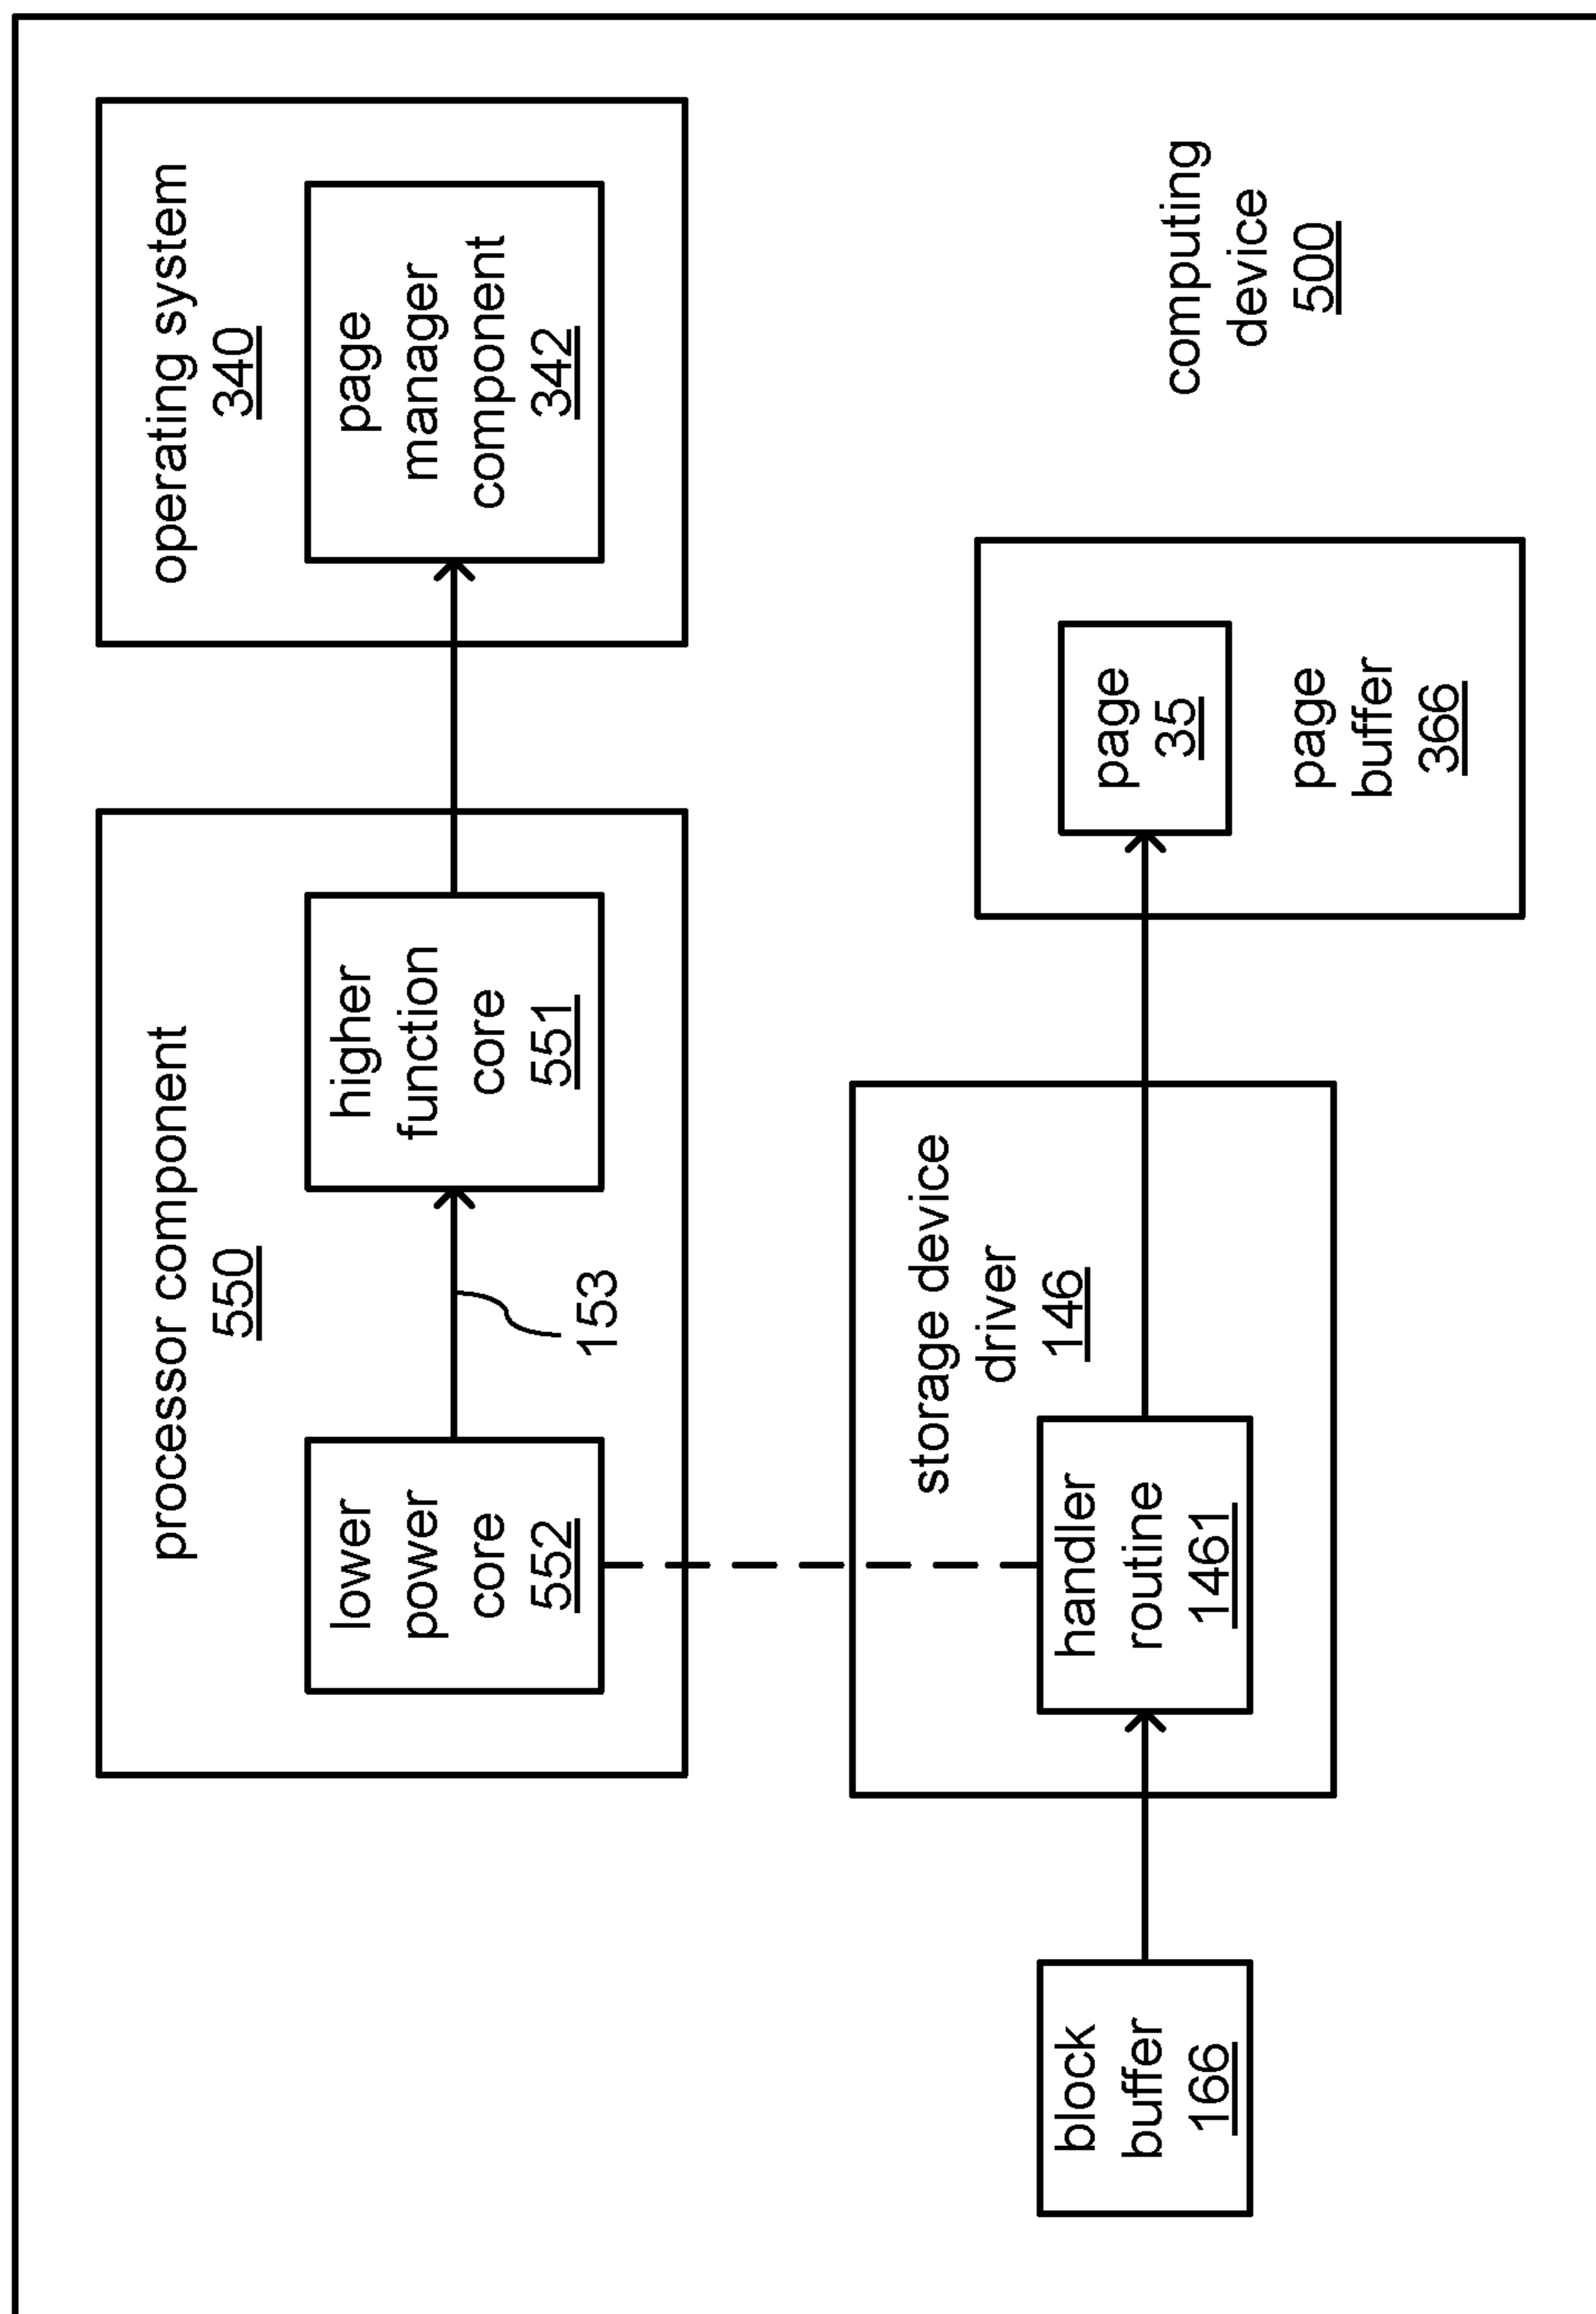 processor component
550
lower
power
core
552
153
higher
function
core
551
operating system
340
page
manager
component
342
block
buffer
166
storage device
driver
146
handler
routine
1461
page
35
page
buffer
366
computing
device
500